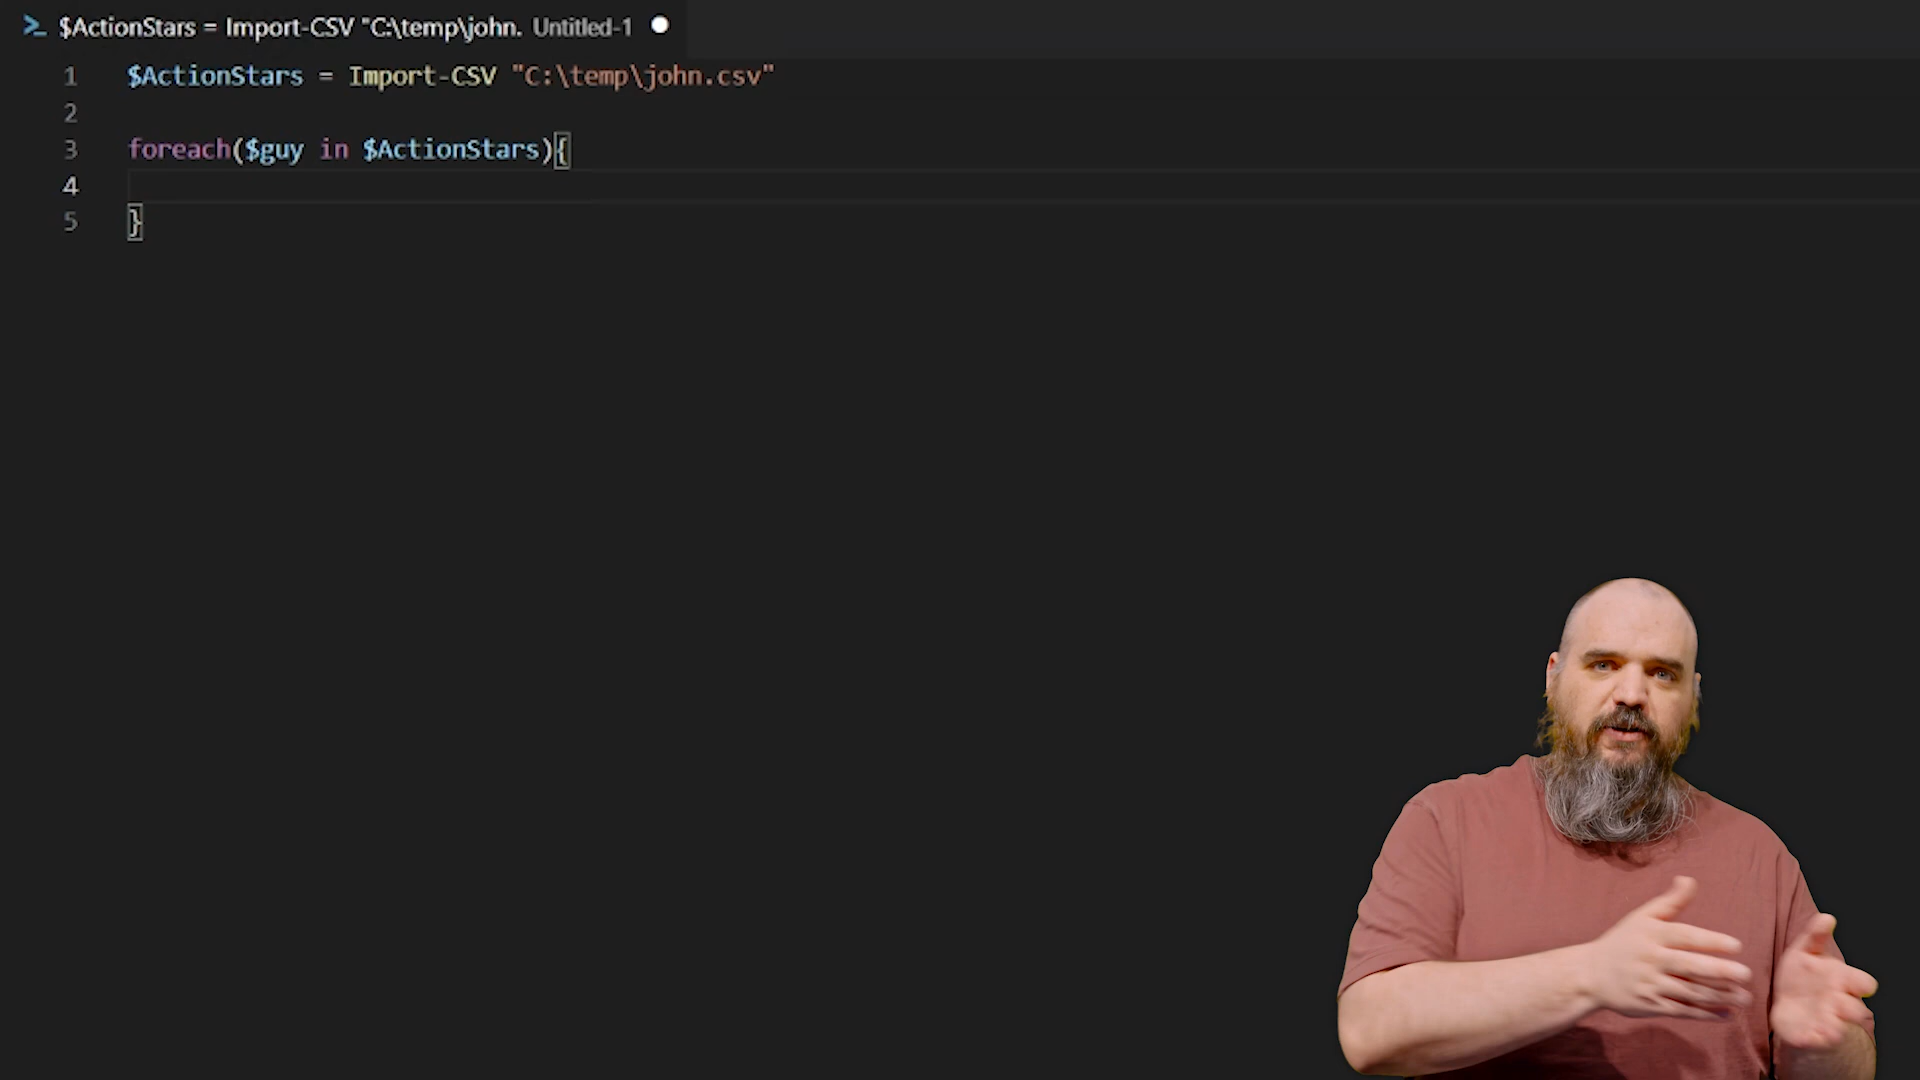 $ActionStars = Import-CSV "C:\temp\john. Untitled-1
1 $ActionStars = Import-CSV "C:\temp\john.csv"
2
3 foreach($guy in $ActionStars){
4
5 }